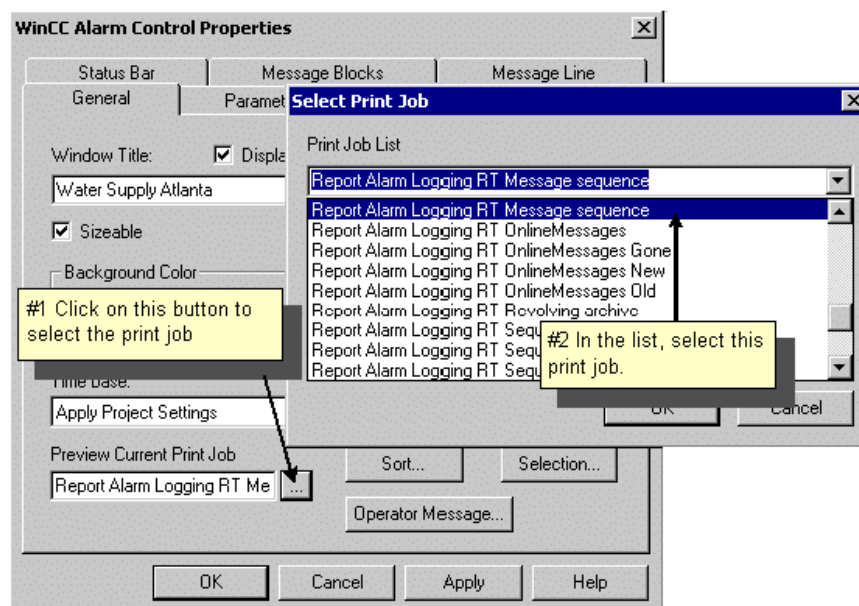 WinCC Alarm Control Properties
Status Bar
Message Blocks
Message Line
General
Paramet
Select Print Job
Window Title:
Displa
Water Supply Atlanta
Sizeable
Background Color
Print Job List
Report Alarm Logging RT Message sequence
Report Alarm Logging RT Message sequence
Report Alarm Logging RT OnlineMessages
Report Alarm Logging RT OnlineMessages Gone
Report Alarm Logging RT OnlineMessages New
Report Alarm Logging RT OnlineMessages Old
Report Alarm Logging RT Revolving archive
Report Alarm Logging RT Sequ
Report Alarm Logging RT Sequ
Report Alarm Logging RT Sequ
#1 Click on this button to
select the print job
#2 In the list, select this
print job.
OK
Cancel
Time Base:
Apply Project Settings
Preview Current Print Job
Report Alarm Logging RT Me
...
Sort...
Selection...
Operator Message...
OK
Cancel
Apply
Help